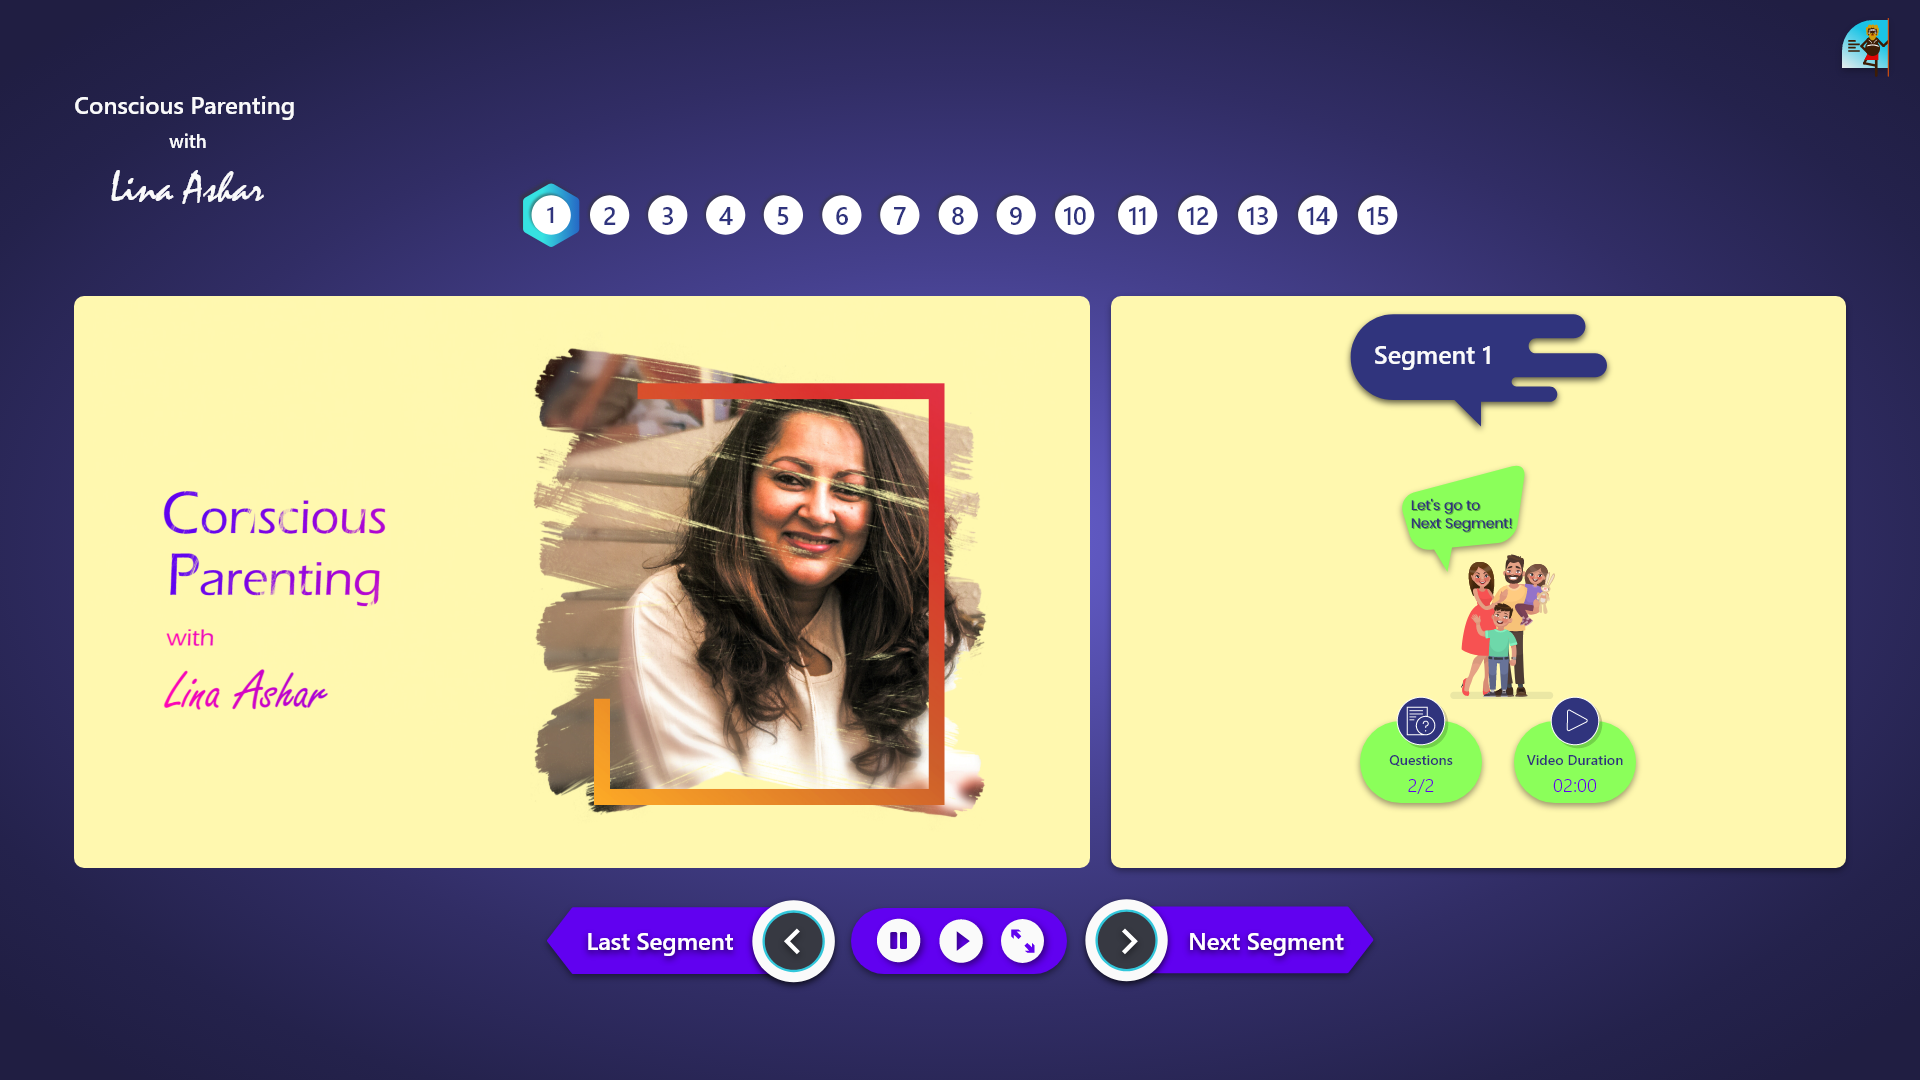 Conscious Parenting
with
Lina Ashar
1 2 3 4 5 6 7 8 9 10 11 12 13 14 15
Conscious
Parenting
with
Lina Ashar
Segment 1
Let's go to
Next Segment!
Questions
2/2
Video Duration
02:00
Last Segment
Next Segment